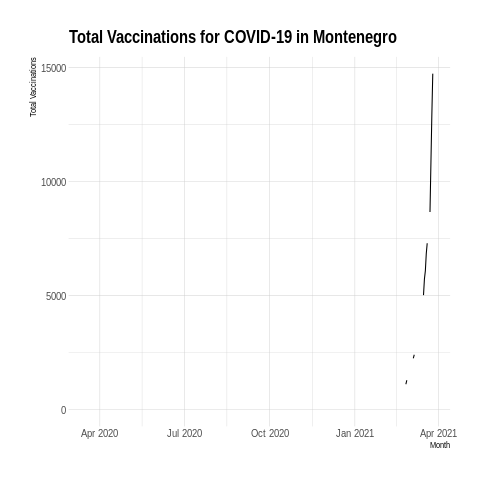 Total Vaccinations for COVID-19 in Montenegro
Total Vaccinations
15000
10000
5000
0
Apr 2020 Jul 2020 Oct 2020 Jan 2021 Apr 2021
Month